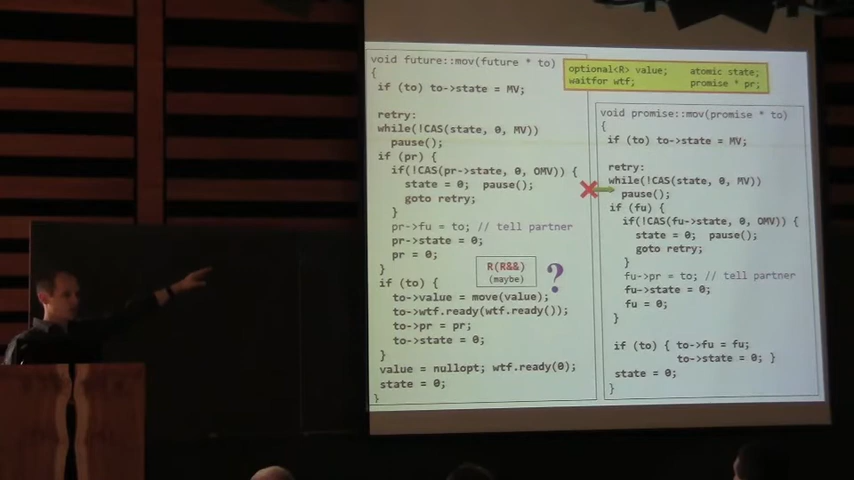 void future::mov(future * to)
{
if (to) to->state = MV;
retry:
while(!CAS(state, 0, MV))
pause();
if (pr) {
if(!CAS(pr->state, 0, OMV)) {
state = 0; pause();
goto retry;
}
pr->fu = to; // tell partner
pr->state = 0;
pr = 0;
}
if (to) {
to->value = move(value);
to->wtf.ready(wtf.ready());
to->pr = pr;
to->state = 0;
}
value = nullopt; wtf.ready(0);
state = 0;
}
R(R&&)
(maybe)
?
optional<R> value; atomic state;
waitfor wtf; promise * pr;
void promise::mov(promise * to)
{
if (to) to->state = MV;
retry:
while(!CAS(state, 0, MV))
pause();
if (fu) {
if(!CAS(fu->state, 0, OMV) {
state = 0; pause();
goto retry;
}
fu->pr = to; // tell partner
fu->state = 0;
fu = 0;
}
if (to) { to->fu = fu;
to->state = 0; }
state = 0;
}